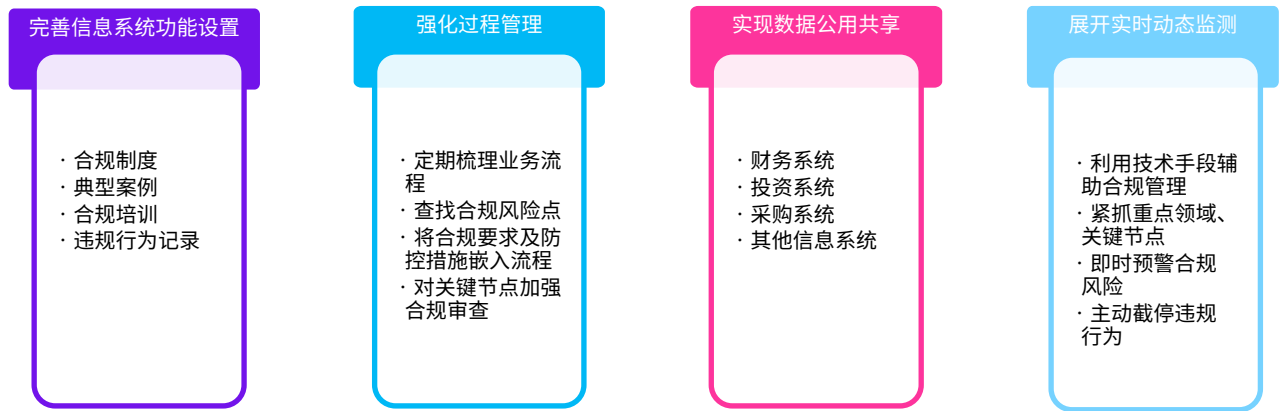 完善信息系统功能设置
· 合规制度
· 典型案例
· 合规培训
· 违规行为记录
强化过程管理
· 定期梳理业务流
程
· 查找合规风险点
· 将合规要求及防
控措施嵌入流程
· 对关键节点加强
合规审查
实现数据公用共享
· 财务系统
· 投资系统
· 采购系统
· 其他信息系统
展开实时动态监测
· 利用技术手段辅
助合规管理
· 紧抓重点领域、
关键节点
· 即时预警合规
风险
· 主动截停违规
行为